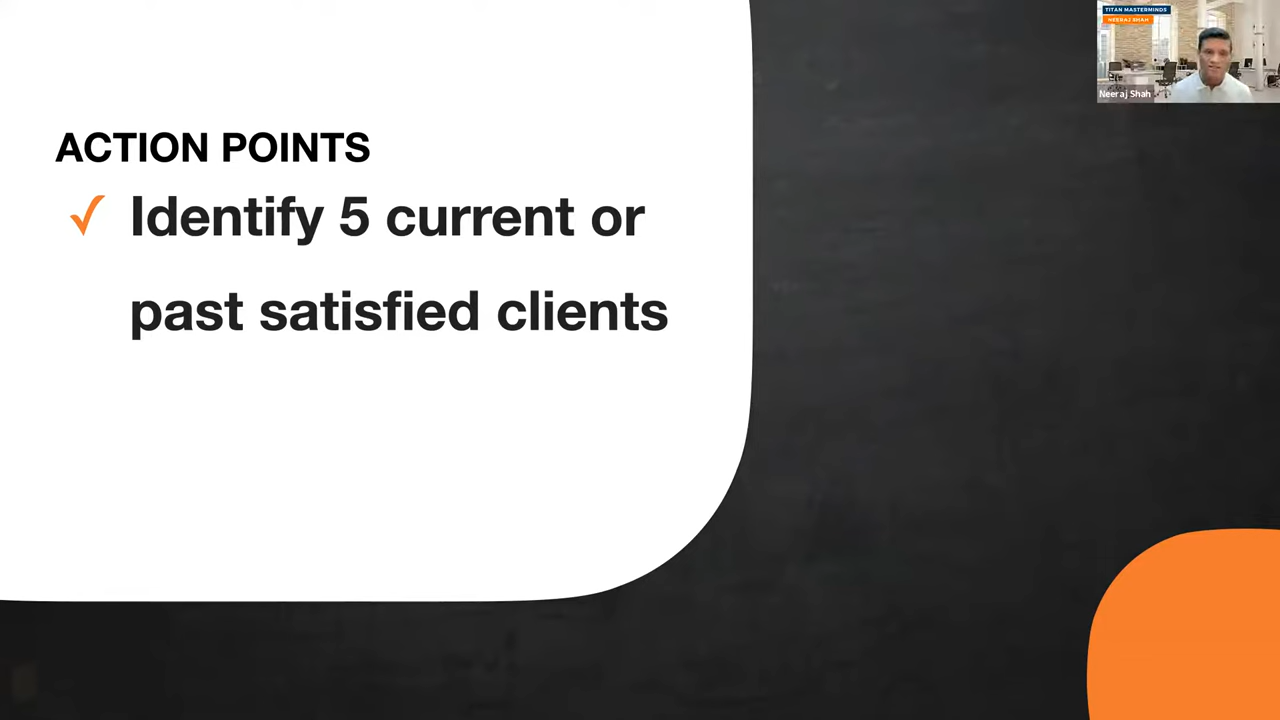 TITAN MASTERMINDS
NEERAJ SHAH
Neeraj Shah
ACTION POINTS
✓ Identify 5 current or
past satisfied clients